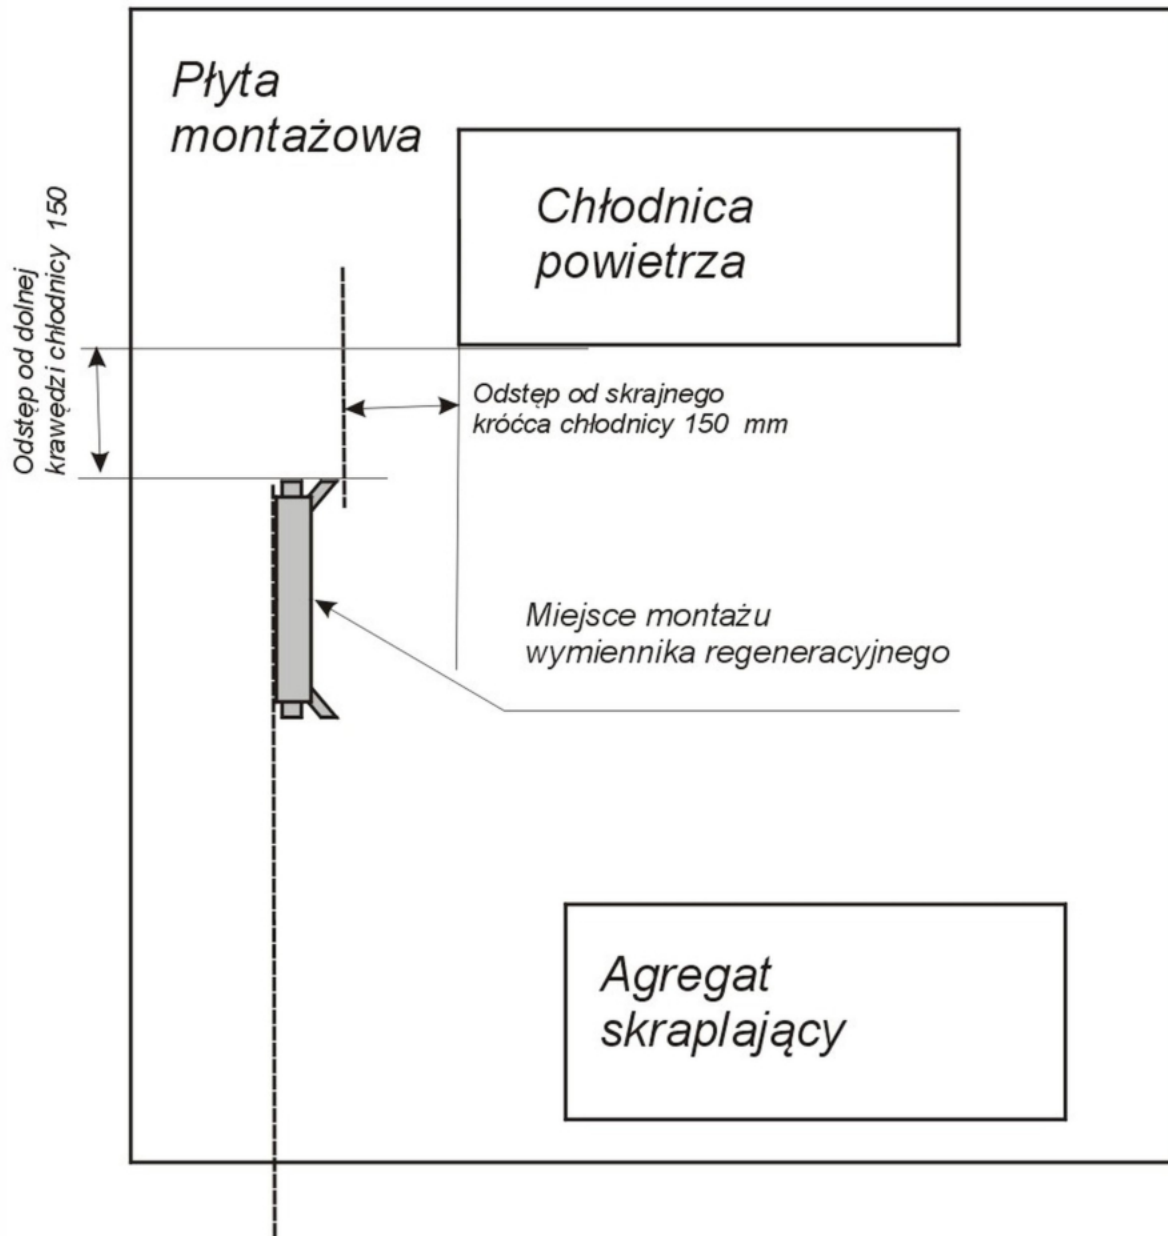 Płyta
montażowa
Chłodnica
powietrza
Odstęp od dolnej
krawędzi chłodnicy 150
Odstęp od skrajnego
króćca chłodnicy 150 mm
Miejsce montażu
wymiennika regeneracyjnego
Agregat
skraplający